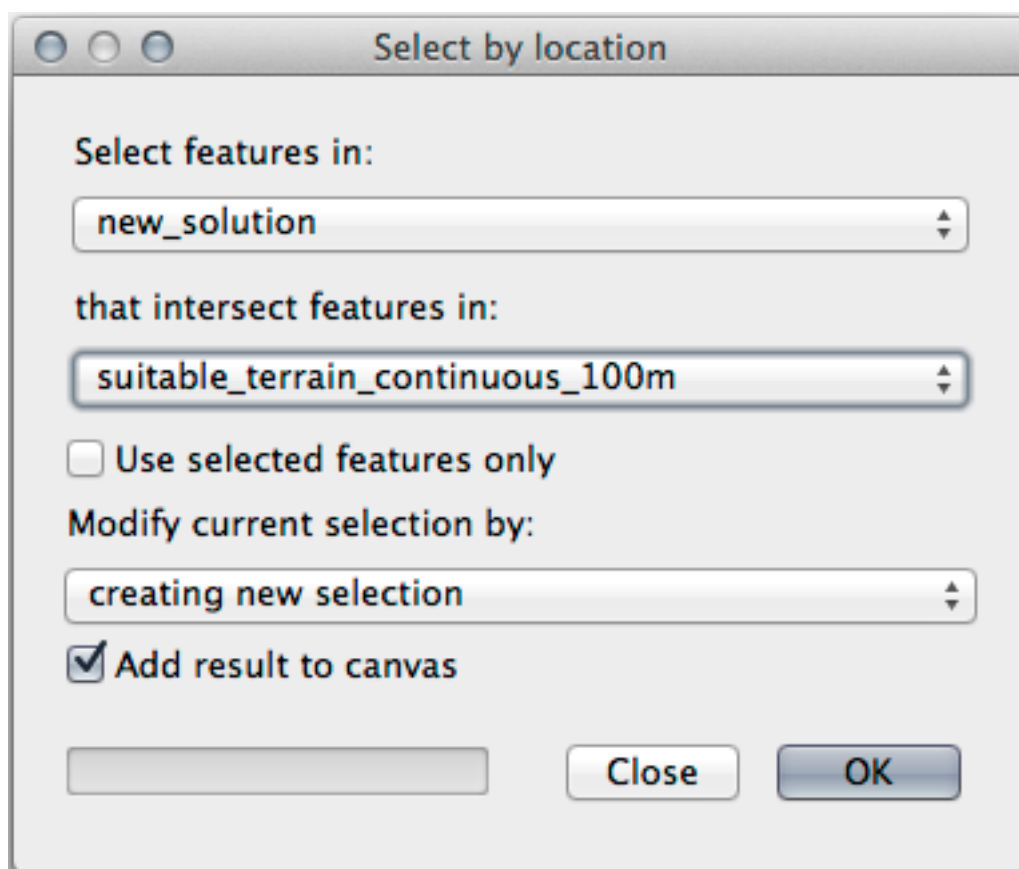 Select by location
Select features in:
new_solution
that intersect features in:
suitable_terrain_continuous_100m
Use selected features only
Modify current selection by:
creating new selection
Add result to canvas
Close OK